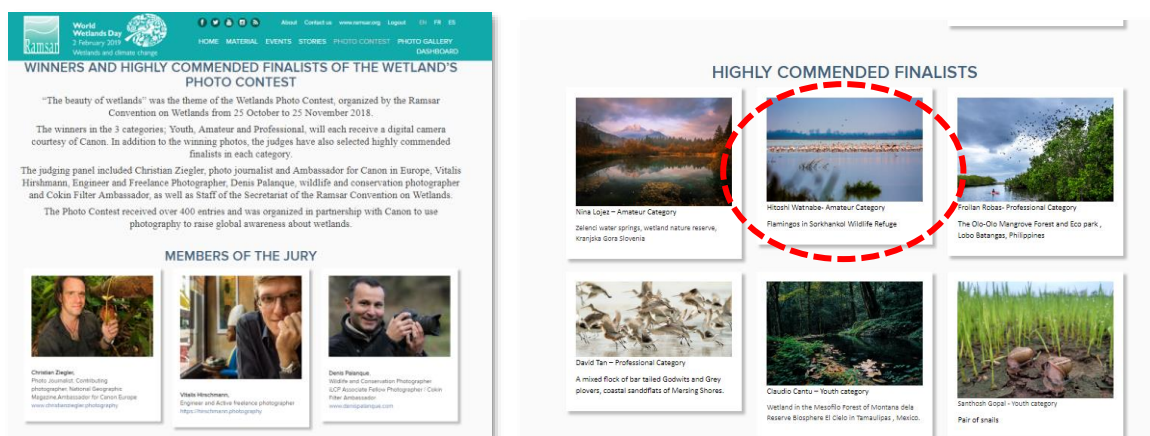 Ramsar
World
Wetlands Day
2 February 2019
Wetlands and climate change
About Contact us www.ramsar.org Logout EN FR ES
HOME MATERIAL EVENTS STORIES PHOTO CONTEST PHOTO GALLERY
DASHBOARD
WINNERS AND HIGHLY COMMENDED FINALISTS OF THE WETLAND'S
PHOTO CONTEST
"The beauty of wetlands" was the theme of the Wetlands Photo Contest, organized by the Ramsar
Convention on Wetlands from 25 October to 25 November 2018.
The winners in the 3 categories; Youth, Amateur and Professional, will each receive a digital camera
courtesy of Canon. In addition to the winning photos, the judges have also selected highly commended
finalists in each category.
The judging panel included Christian Ziegler, photo journalist and Ambassador for Canon in Europe, Vitalis
Hirshmann, Engineer and Freelance Photographer, Denis Palanque, wildlife and conservation photographer
and Cokin Filter Ambassador, as well as Staff of the Secretariat of the Ramsar Convention on Wetlands.
The Photo Contest received over 400 entries and was organized in partnership with Canon to use
photography to raise global awareness about wetlands.
MEMBERS OF THE JURY
Christian Ziegler,
Photo Journalist, Contributing
photographer, National Geographic
Magazine,Ambassador for Canon Europe
www.christianziegler.photography
Vitalis Hirschmann,
Engineer and Active freelance photographer
https://hirschmann.photography
Denis Palanque,
Wildlife and Conservation Photographer
iLCP Associate Fellow Photographer / Cokin
Filter Ambassador
www.denispalanque.com
HIGHLY COMMENDED FINALISTS
Nina Lojez – Amateur Category
Zelenci water springs, wetland nature reserve,
Kranjska Gora Slovenia
Hitoshi Watnabe- Amateur Category
Flamingos in Sorkhankol Wildlife Refuge
Frolian Robas- Professional Category
The Olo-Olo Mangrove Forest and Eco park ,
Lobo Batangas, Philippines
David Tan – Professional Category
A mixed flock of bar tailed Godwits and Grey
plovers, coastal sandflats of Mersing Shores.
Claudio Cantu – Youth category
Wetland in the Mesofilo Forest of Montana dela
Reserve Biosphere El Cielo in Tamaulipas , Mexico.
Santhosh Gopal - Youth category
Pair of snails